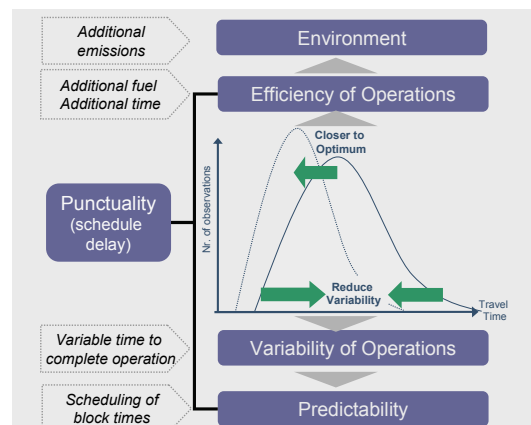 Additional
emissions
Environment
Additional fuel
Additional time
Efficiency of Operations
Closer to
Optimum
Nr. of observations
Punctuality
(schedule
delay)
Reduce
Variability
Travel
Time
Variable time to
complete operation
Variability of Operations
Scheduling of
block times
Predictability